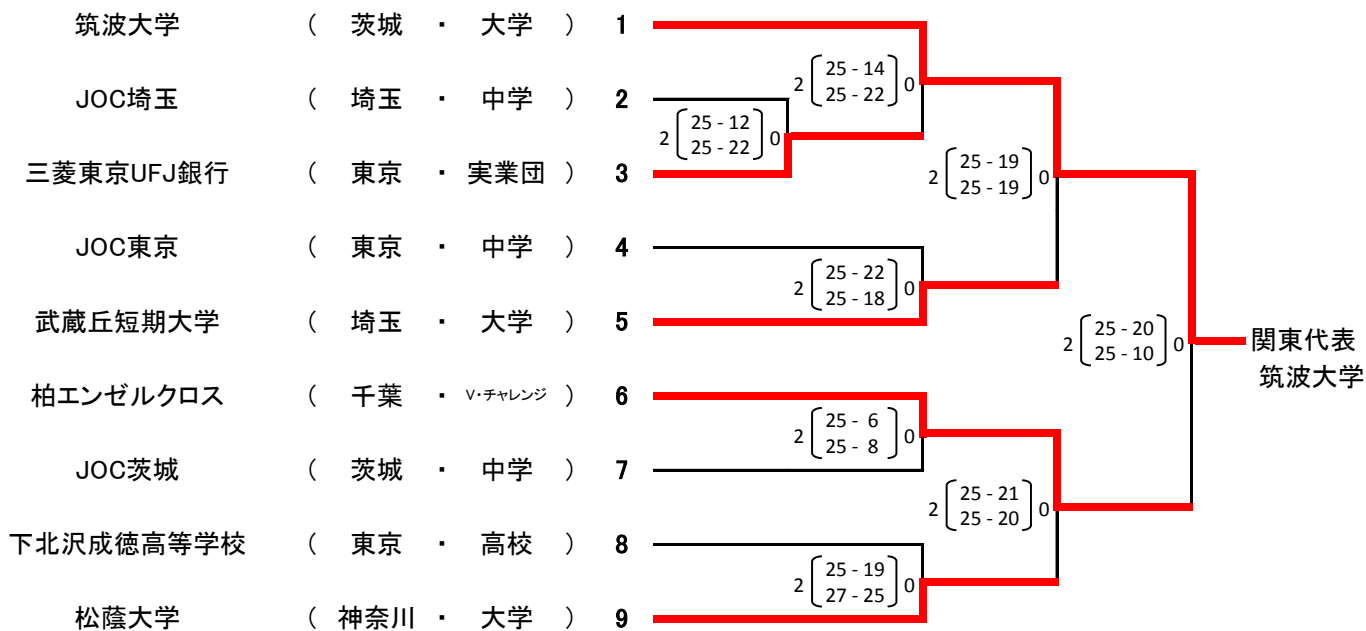 筑波大学 ( 茨城 ・ 大学 ) 1
JOC埼玉 ( 埼玉 ・ 中学 ) 2
三菱東京UFJ銀行 ( 東京 ・ 実業団 ) 3
JOC東京 ( 東京 ・ 中学 ) 4
武蔵丘短期大学 ( 埼玉 ・ 大学 ) 5
柏エンゼルクロス ( 千葉 ・ V・チャレンジ ) 6
JOC茨城 ( 茨城 ・ 中学 ) 7
下北沢成徳高等学校 ( 東京 ・ 高校 ) 8
松蔭大学 ( 神奈川 ・ 大学 ) 9
2 25 - 12 0
25 - 22
2 25 - 14 0
25 - 22
2 25 - 22 0
25 - 18
2 25 - 6 0
25 - 8
2 25 - 19 0
27 - 25
2 25 - 19 0
25 - 19
2 25 - 21 0
25 - 20
2 25 - 20 0
25 - 10
関東代表
筑波大学